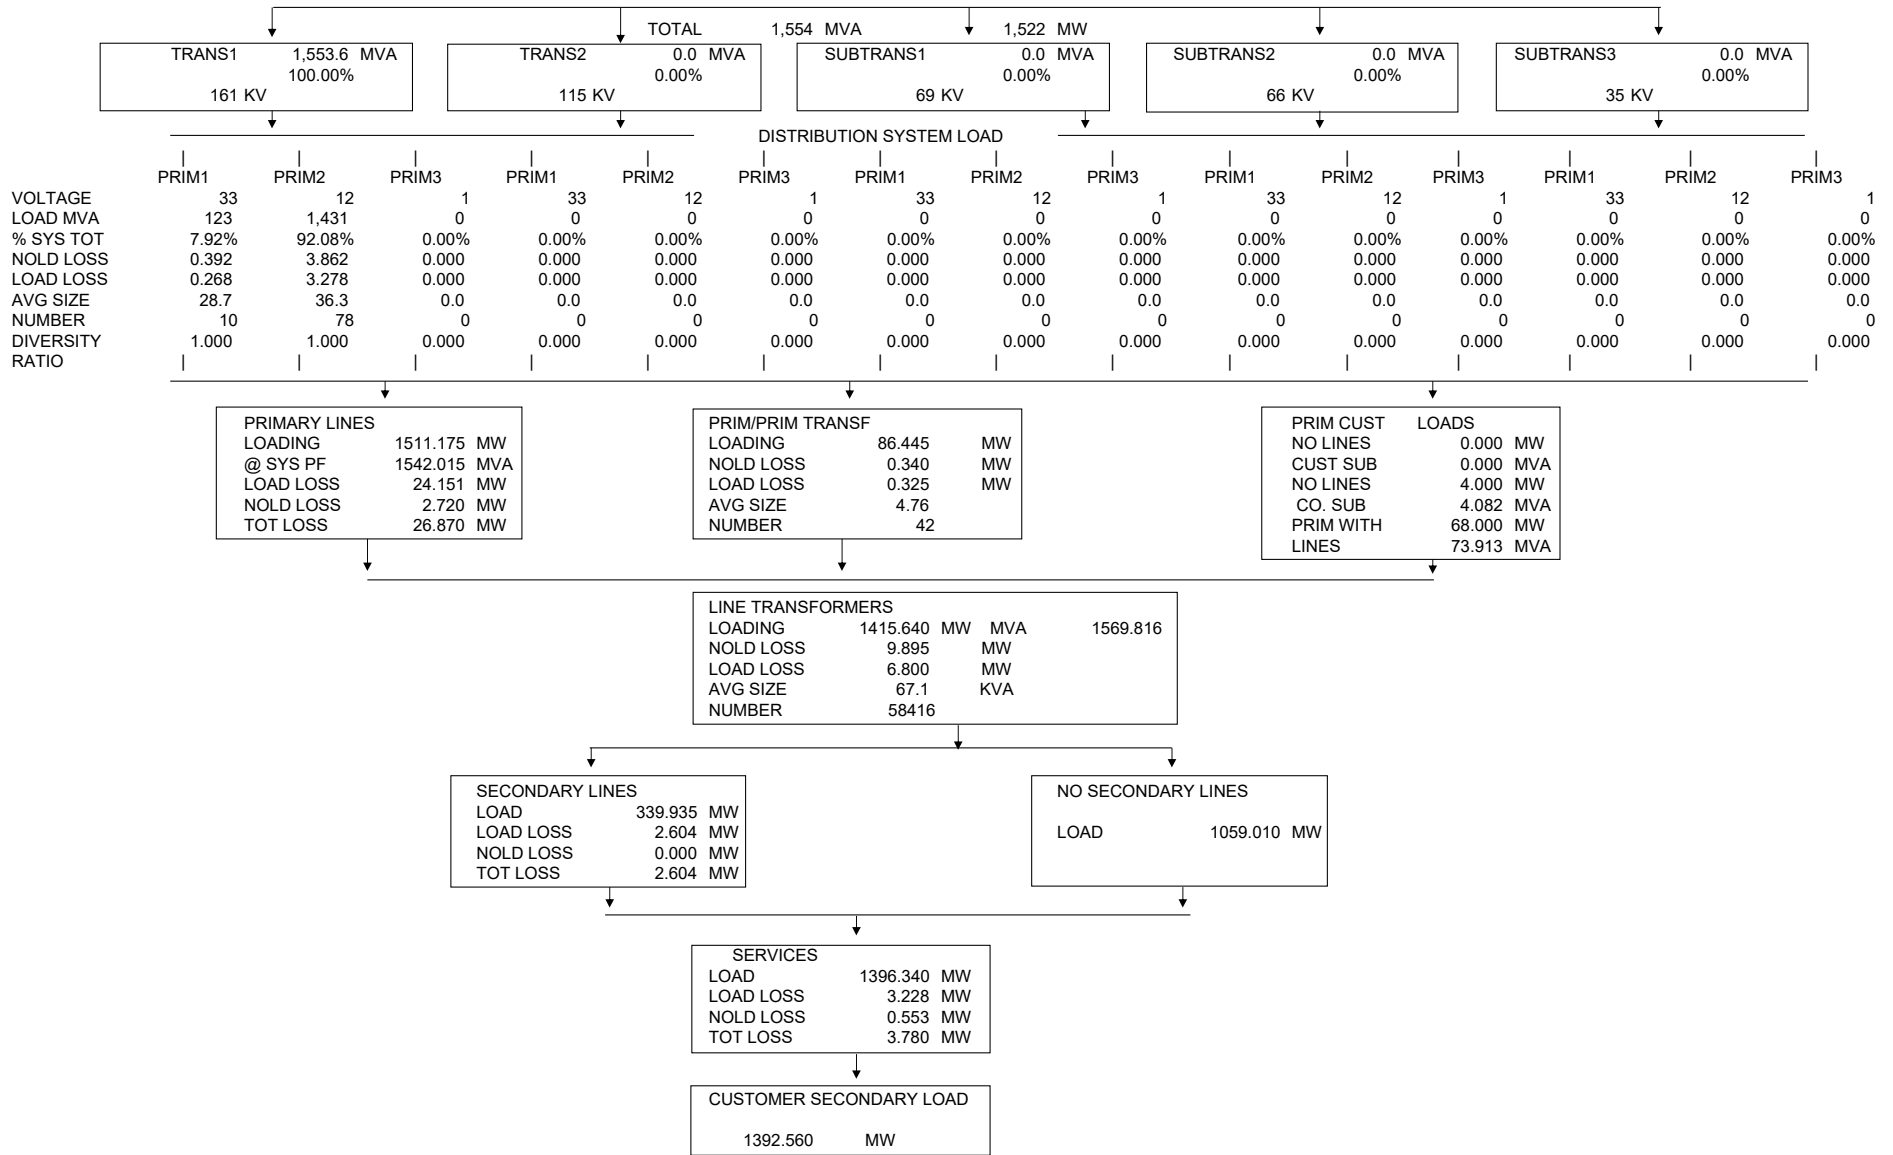 TOTAL 1,554 MVA 1,522 MW
TRANS1 1,553.6 MVA
100.00%
161 KV
TRANS2 0.0 MVA
0.00%
115 KV
SUBTRANS1 0.0 MVA
0.00%
69 KV
SUBTRANS2 0.0 MVA
0.00%
66 KV
SUBTRANS3 0.0 MVA
0.00%
35 KV
DISTRIBUTION SYSTEM LOAD
PRIM1 PRIM2 PRIM3 PRIM1 PRIM2 PRIM3 PRIM1 PRIM2 PRIM3 PRIM1 PRIM2 PRIM3 PRIM1 PRIM2 PRIM3
VOLTAGE 33 12 1 33 12 1 33 12 1 33 12 1 33 12 1
LOAD MVA 123 1,431 0 0 0 0 0 0 0 0 0 0 0 0 0
% SYS TOT 7.92% 92.08% 0.00% 0.00% 0.00% 0.00% 0.00% 0.00% 0.00% 0.00% 0.00% 0.00% 0.00% 0.00% 0.00%
NOLD LOSS 0.392 3.862 0.000 0.000 0.000 0.000 0.000 0.000 0.000 0.000 0.000 0.000 0.000 0.000 0.000
LOAD LOSS 0.268 3.278 0.000 0.000 0.000 0.000 0.000 0.000 0.000 0.000 0.000 0.000 0.000 0.000 0.000
AVG SIZE 28.7 36.3 0.0 0.0 0.0 0.0 0.0 0.0 0.0 0.0 0.0 0.0 0.0 0.0 0.0
NUMBER 10 78 0 0 0 0 0 0 0 0 0 0 0 0 0
DIVERSITY 1.000 1.000 0.000 0.000 0.000 0.000 0.000 0.000 0.000 0.000 0.000 0.000 0.000 0.000 0.000
RATIO
PRIMARY LINES
LOADING 1511.175 MW
@ SYS PF 1542.015 MVA
LOAD LOSS 24.151 MW
NOLD LOSS 2.720 MW
TOT LOSS 26.870 MW
PRIM/PRIM TRANSF
LOADING 86.445 MW
NOLD LOSS 0.340 MW
LOAD LOSS 0.325 MW
AVG SIZE 4.76
NUMBER 42
PRIM CUST LOADS
NO LINES 0.000 MW
CUST SUB 0.000 MVA
NO LINES 4.000 MW
CO. SUB 4.082 MVA
PRIM WITH 68.000 MW
LINES 73.913 MVA
LINE TRANSFORMERS
LOADING 1415.640 MW MVA 1569.816
NOLD LOSS 9.895 MW
LOAD LOSS 6.800 MW
AVG SIZE 67.1 KVA
NUMBER 58416
SECONDARY LINES
LOAD 339.935 MW
LOAD LOSS 2.604 MW
NOLD LOSS 0.000 MW
TOT LOSS 2.604 MW
NO SECONDARY LINES
LOAD 1059.010 MW
SERVICES
LOAD 1396.340 MW
LOAD LOSS 3.228 MW
NOLD LOSS 0.553 MW
TOT LOSS 3.780 MW
CUSTOMER SECONDARY LOAD
1392.560 MW